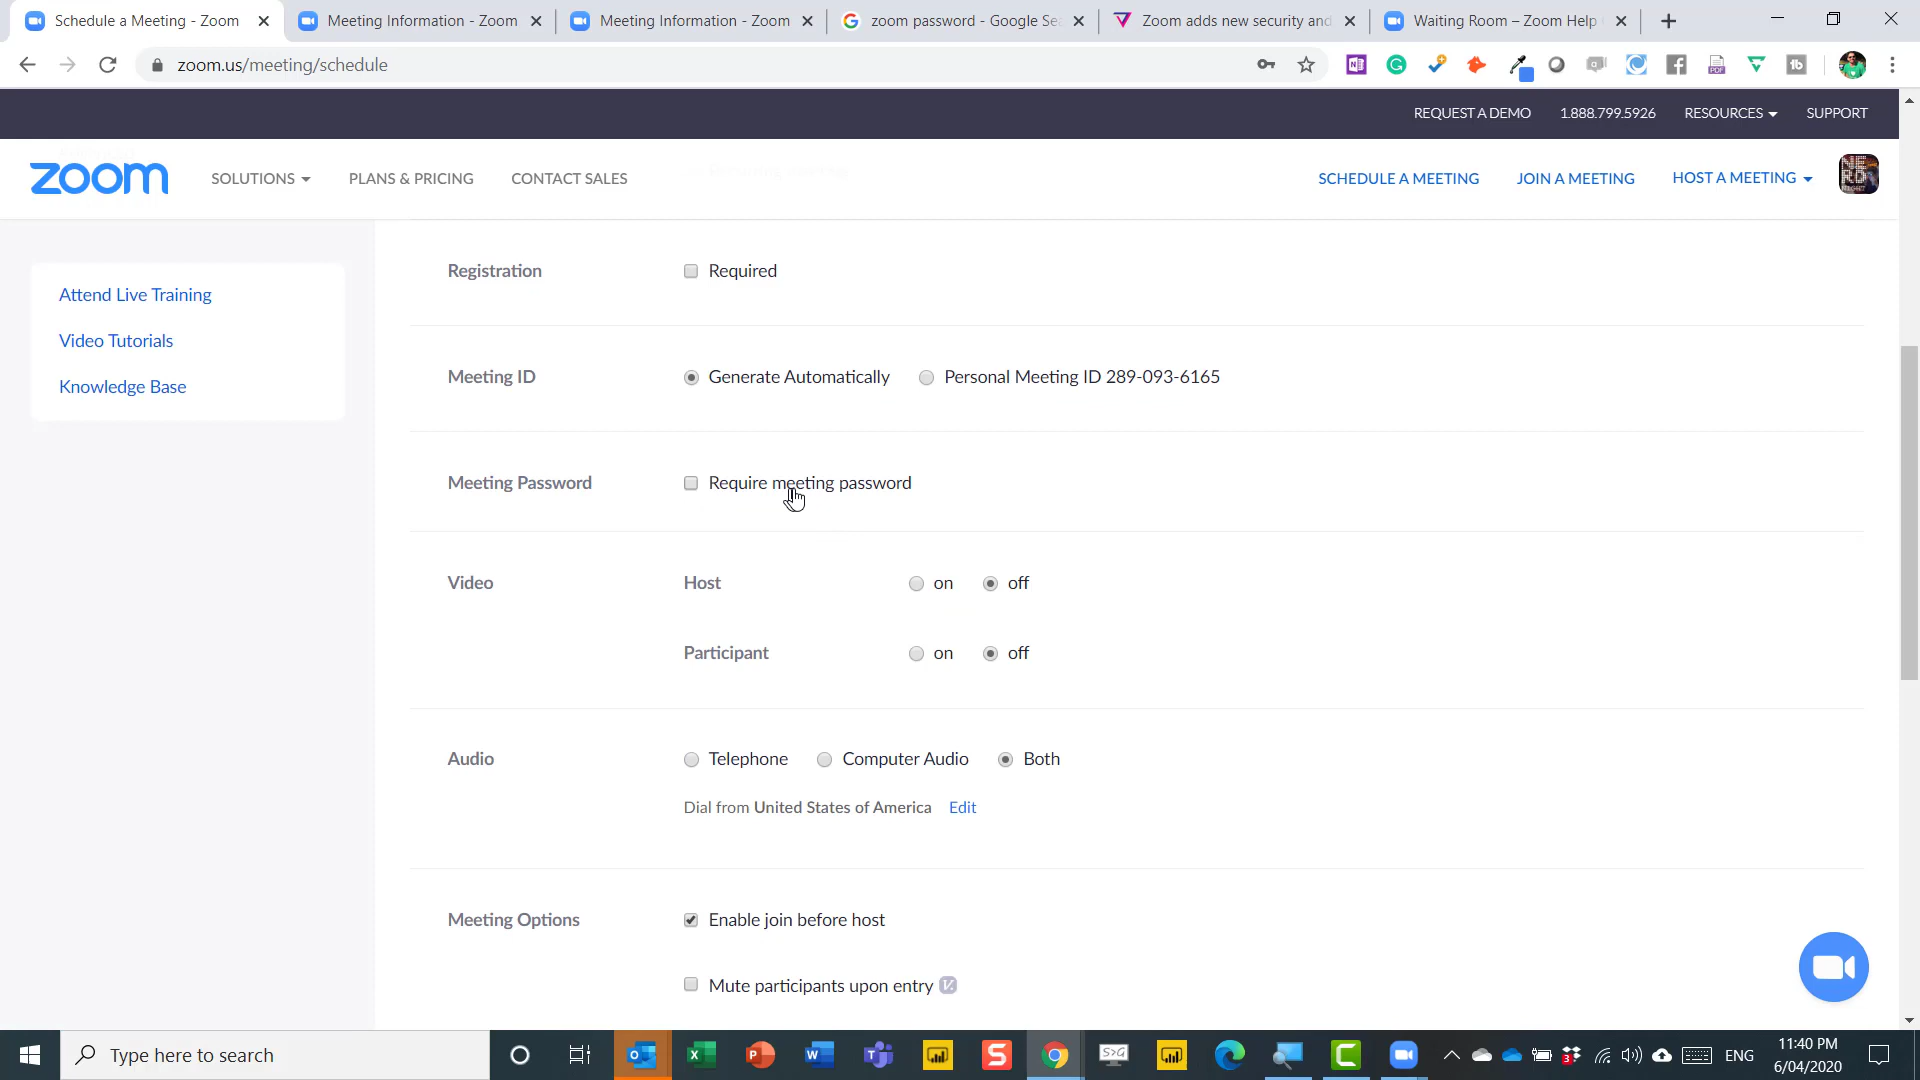 Schedule a Meeting - Zoom
Meeting Information - Zoom
Meeting Information - Zoom
zoom password - Google Se
Zoom adds new security and
Waiting Room – Zoom Help
zoom.us/meeting/schedule
REQUEST A DEMO 1.888.799.5926 RESOURCES SUPPORT
zoom SOLUTIONS PLANS & PRICING CONTACT SALES SCHEDULE A MEETING JOIN A MEETING HOST A MEETING
Attend Live Training
Video Tutorials
Knowledge Base
Registration Required
Meeting ID Generate Automatically Personal Meeting ID 289-093-6165
Meeting Password Require meeting password
Video Host on off
Participant on off
Audio Telephone Computer Audio Both
Dial from United States of America Edit
Meeting Options Enable join before host
Mute participants upon entry
Type here to search
ENG
11:40 PM
6/04/2020